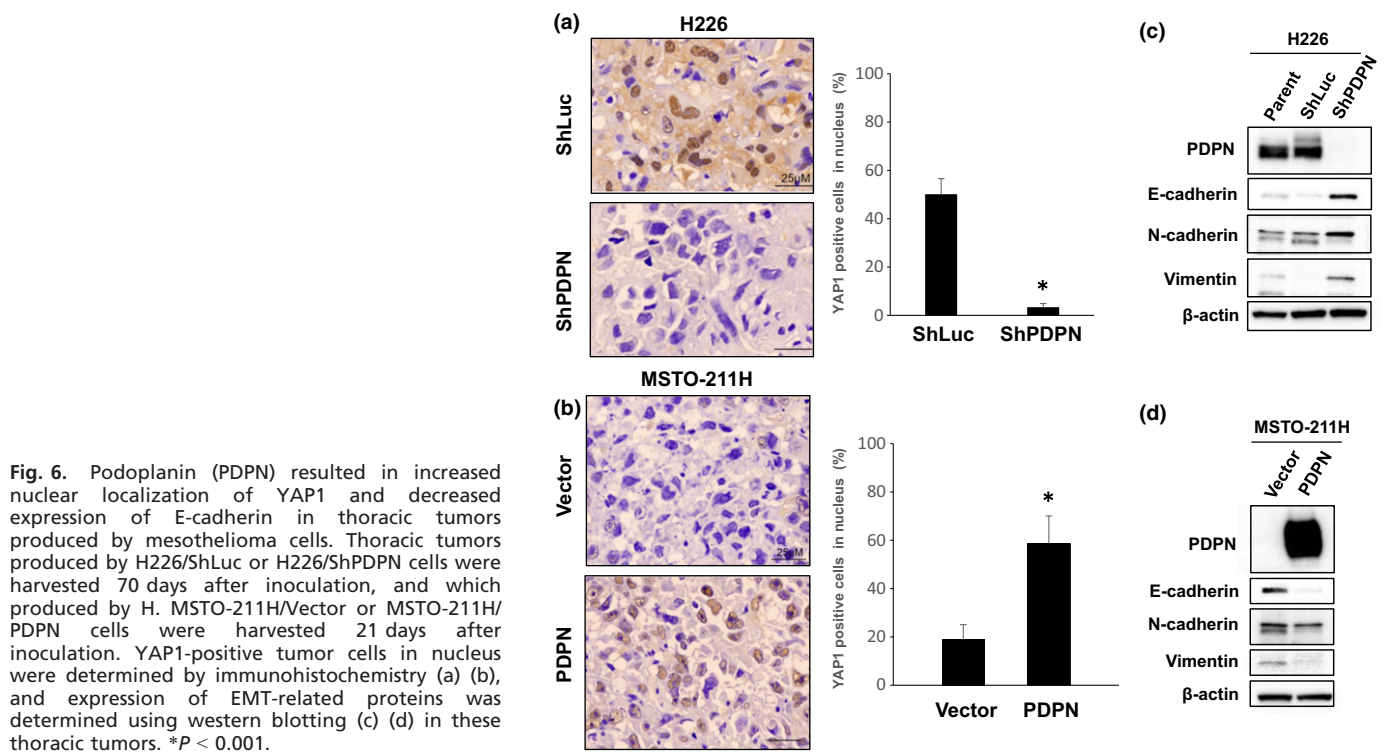 (a)
H226
ShLuc
25µM
ShPDPN
YAP1 positive cells in nucleus (%)
100
80
60
40
20
0
*
ShLuc ShPDPN
(b)
MSTO-211H
Vector
25µM
PDPN
YAP1 positive cells in nucleus (%)
100
80
60
40
20
0
*
Vector PDPN
(c)
H226
Parent ShLuc ShPDPN
PDPN
E-cadherin
N-cadherin
Vimentin
β-actin
(d)
MSTO-211H
Vector PDPN
PDPN
E-cadherin
N-cadherin
Vimentin
β-actin
Fig. 6. Podoplanin (PDPN) resulted in increased
nuclear localization of YAP1 and decreased
expression of E-cadherin in thoracic tumors
produced by mesothelioma cells. Thoracic tumors
produced by H226/ShLuc or H226/ShPDPN cells were
harvested 70 days after inoculation, and which
produced by H. MSTO-211H/Vector or MSTO-211H/
PDPN cells were harvested 21 days after
inoculation. YAP1-positive tumor cells in nucleus
were determined by immunohistochemistry (a) (b),
and expression of EMT-related proteins was
determined using western blotting (c) (d) in these
thoracic tumors. *P < 0.001.